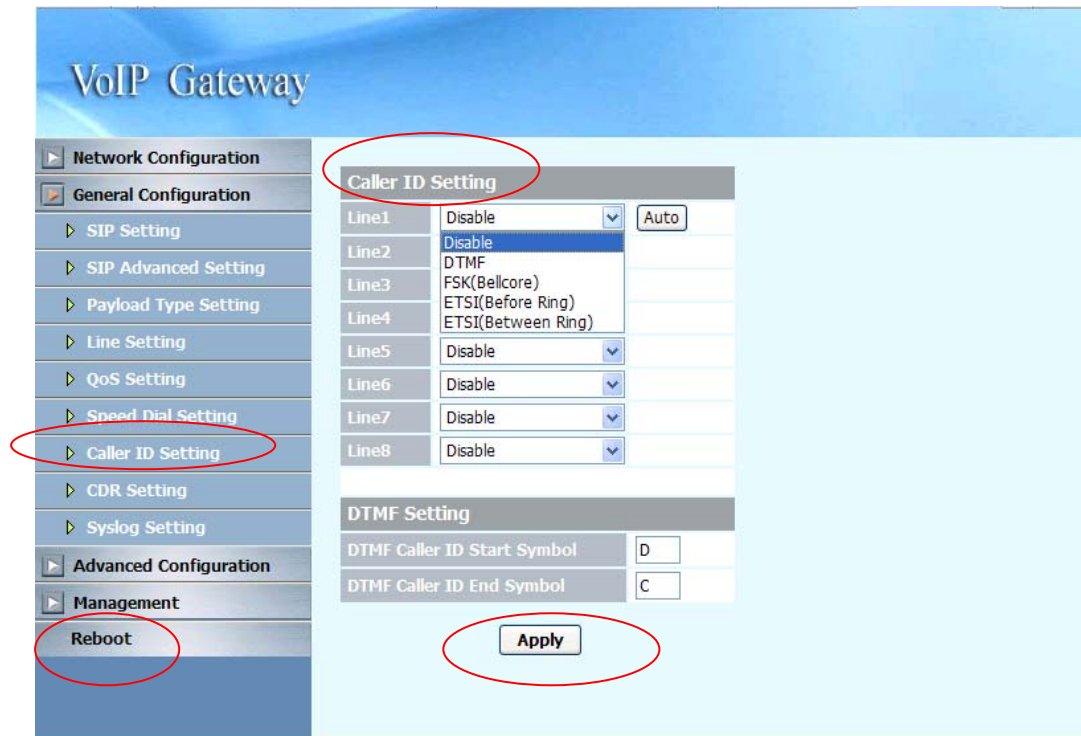 VoIP Gateway
Network Configuration
General Configuration
SIP Setting
SIP Advanced Setting
Payload Type Setting
Line Setting
QoS Setting
Speed Dial Setting
Caller ID Setting
CDR Setting
Syslog Setting
Advanced Configuration
Management
Reboot
Caller ID Setting
Line1 Disable Auto
Disable
Line2
DTMF
Line3 FSK(Bellcore)
ETSI(Before Ring)
Line4 ETSI(Between Ring)
Line5 Disable
Line6 Disable
Line7 Disable
Line8 Disable
DTMF Setting
DTMF Caller ID Start Symbol D
DTMF Caller ID End Symbol C
Apply